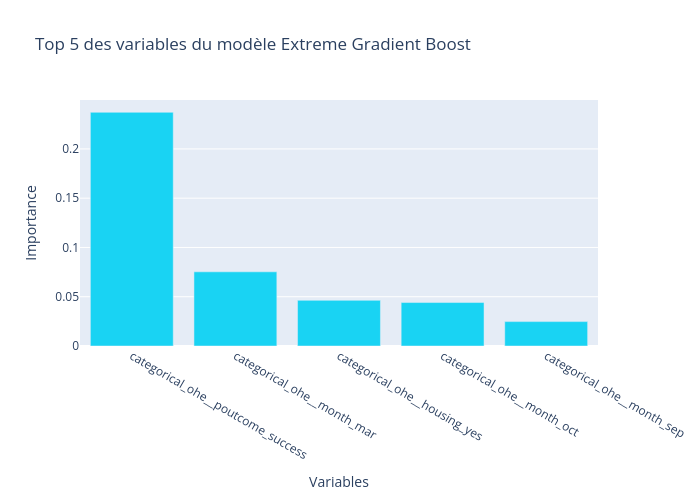 Top 5 des variables du modèle Extreme Gradient Boost
Importance
0.2
0.15
0.1
0.05
0
categorical_ohe__poutcome_success
categorical_ohe__month_mar
categorical_ohe__housing_yes
categorical_ohe__month_oct
categorical_ohe__month_sep
Variables